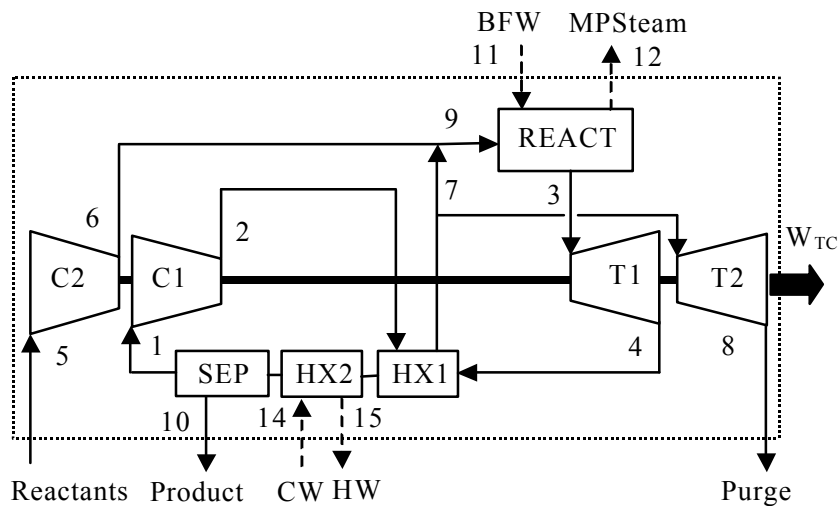 BFW MPSteam
11 12
9 REACT
7 3
6 2
W_TC
C2 C1 T1 T2
5 1 4 8
SEP HX2 HX1
10 14 15
Reactants Product CW HW Purge